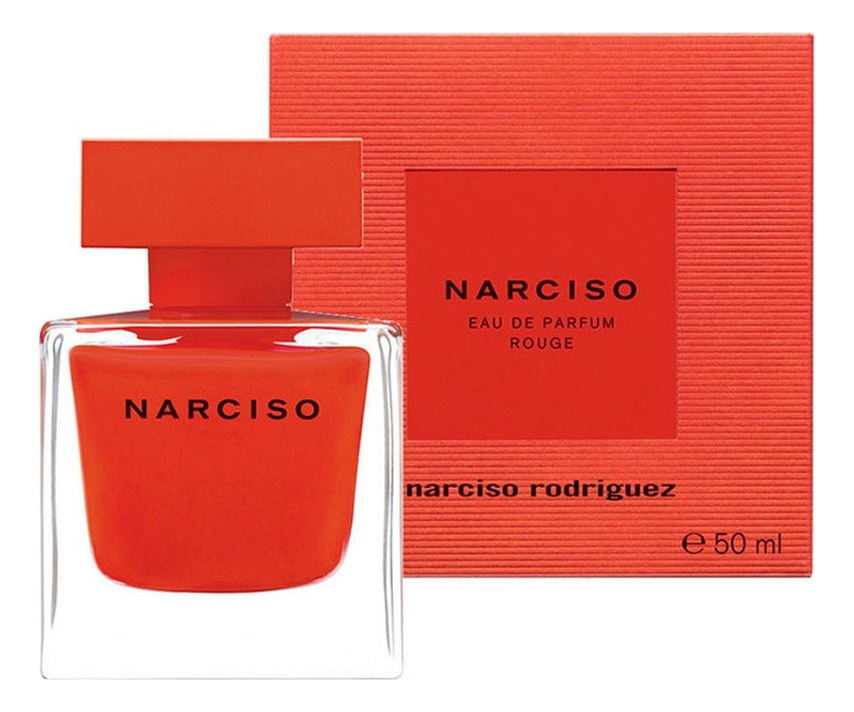 NARCISO
NARCISO
EAU DE PARFUM
ROUGE
narciso rodriguez
℮ 50 ml